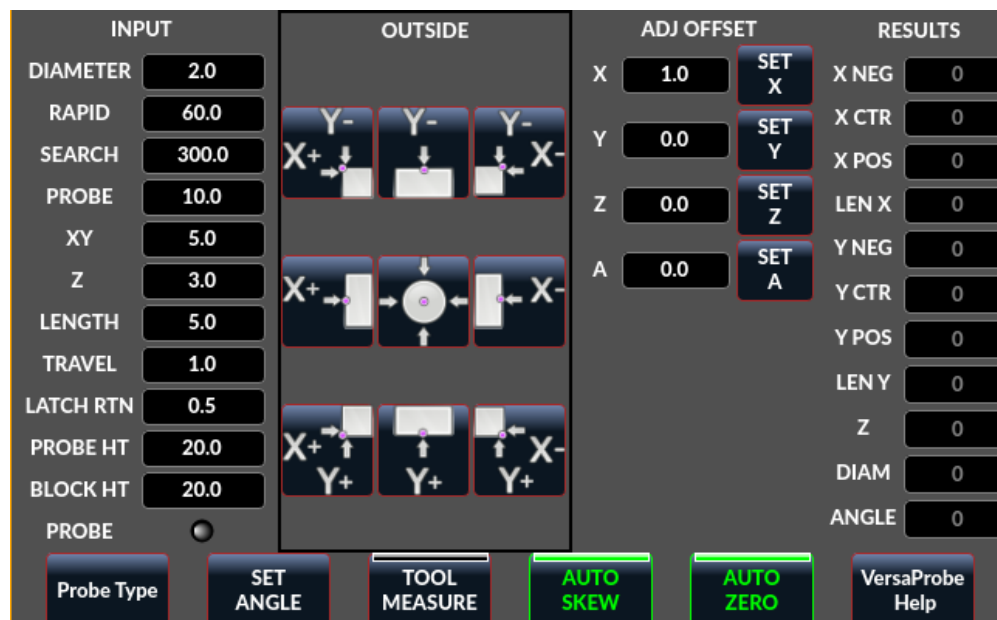 INPUT
DIAMETER 2.0
RAPID 60.0
SEARCH 300.0
PROBE 10.0
XY 5.0
Z 3.0
LENGTH 5.0
TRAVEL 1.0
LATCH RTN 0.5
PROBE HT 20.0
BLOCK HT 20.0
PROBE
OUTSIDE
Y- Y- Y-
X+ X-
X+ X-
X+ X-
Y+ Y+ Y+
ADJ OFFSET
X 1.0 SET X
Y 0.0 SET Y
Z 0.0 SET Z
A 0.0 SET A
RESULTS
X NEG 0
X CTR 0
X POS 0
LEN X 0
Y NEG 0
Y CTR 0
Y POS 0
LEN Y 0
Z 0
DIAM 0
ANGLE 0
Probe Type
SET
ANGLE
TOOL
MEASURE
AUTO
SKEW
AUTO
ZERO
VersaProbe
Help